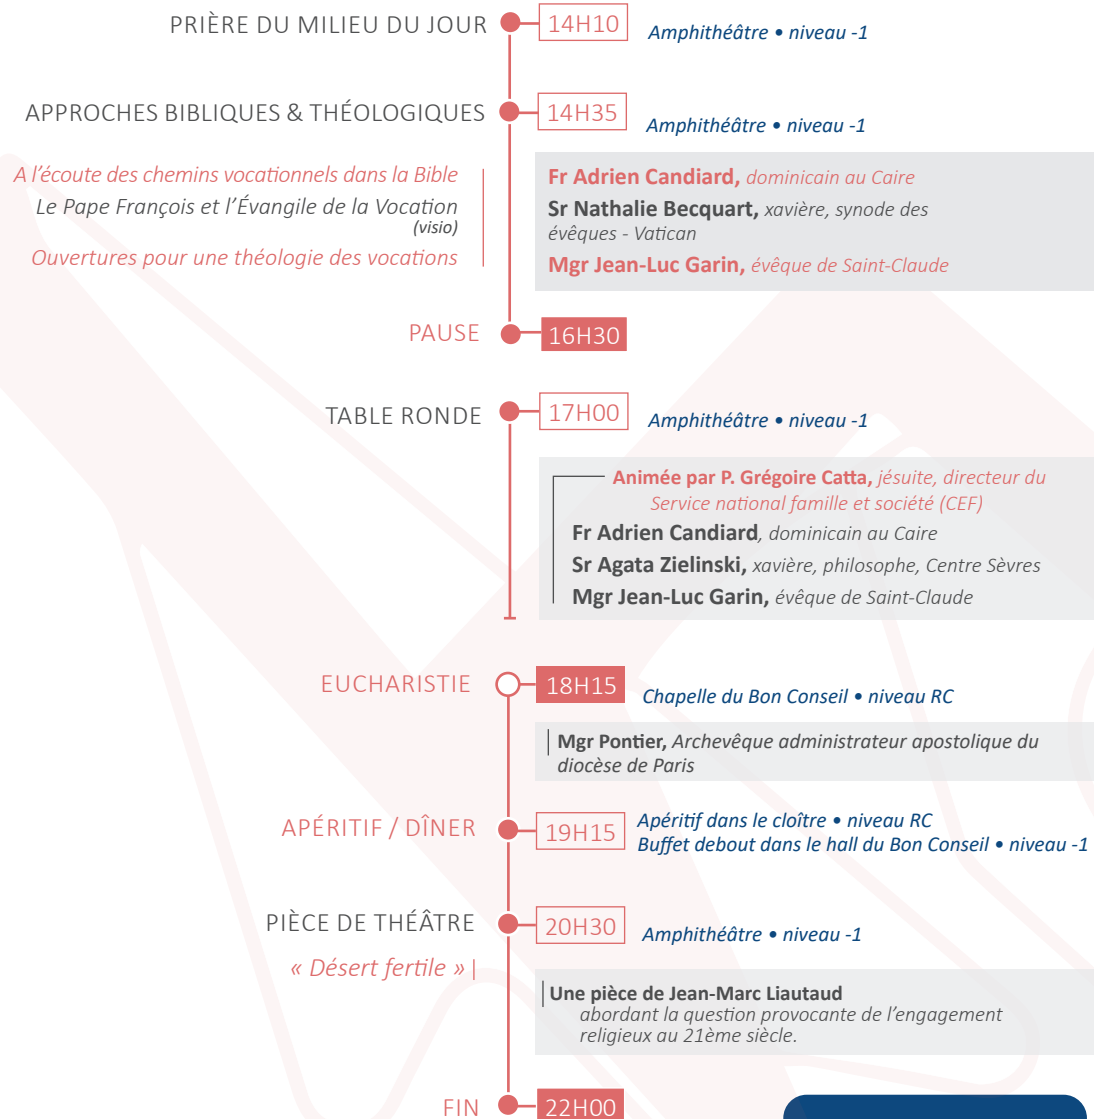 PRIÈRE DU MILIEU DU JOUR
14H10
Amphithéâtre • niveau -1
APPROCHES BIBLIQUES & THÉOLOGIQUES
14H35
Amphithéâtre • niveau -1
A l’écoute des chemins vocationnels dans la Bible
Le Pape François et l’Évangile de la Vocation
(visio)
Ouvertures pour une théologie des vocations
Fr Adrien Candiard, dominicain au Caire
Sr Nathalie Becquart, xavière, synode des
évêques - Vatican
Mgr Jean-Luc Garin, évêque de Saint-Claude
PAUSE
16H30
TABLE RONDE
17H00
Amphithéâtre • niveau -1
Animée par P. Grégoire Catta, jésuite, directeur du
Service national famille et société (CEF)
Fr Adrien Candiard, dominicain au Caire
Sr Agata Zielinski, xavière, philosophe, Centre Sèvres
Mgr Jean-Luc Garin, évêque de Saint-Claude
EUCHARISTIE
18H15
Chapelle du Bon Conseil • niveau RC
Mgr Pontier, Archevêque administrateur apostolique du
diocèse de Paris
APÉRITIF / DÎNER
19H15
Apéritif dans le cloître • niveau RC
Buffet debout dans le hall du Bon Conseil • niveau -1
PIÈCE DE THÉÂTRE
20H30
Amphithéâtre • niveau -1
« Désert fertile »
Une pièce de Jean-Marc Liautaud
abordant la question provocante de l’engagement
religieux au 21ème siècle.
FIN
22H00